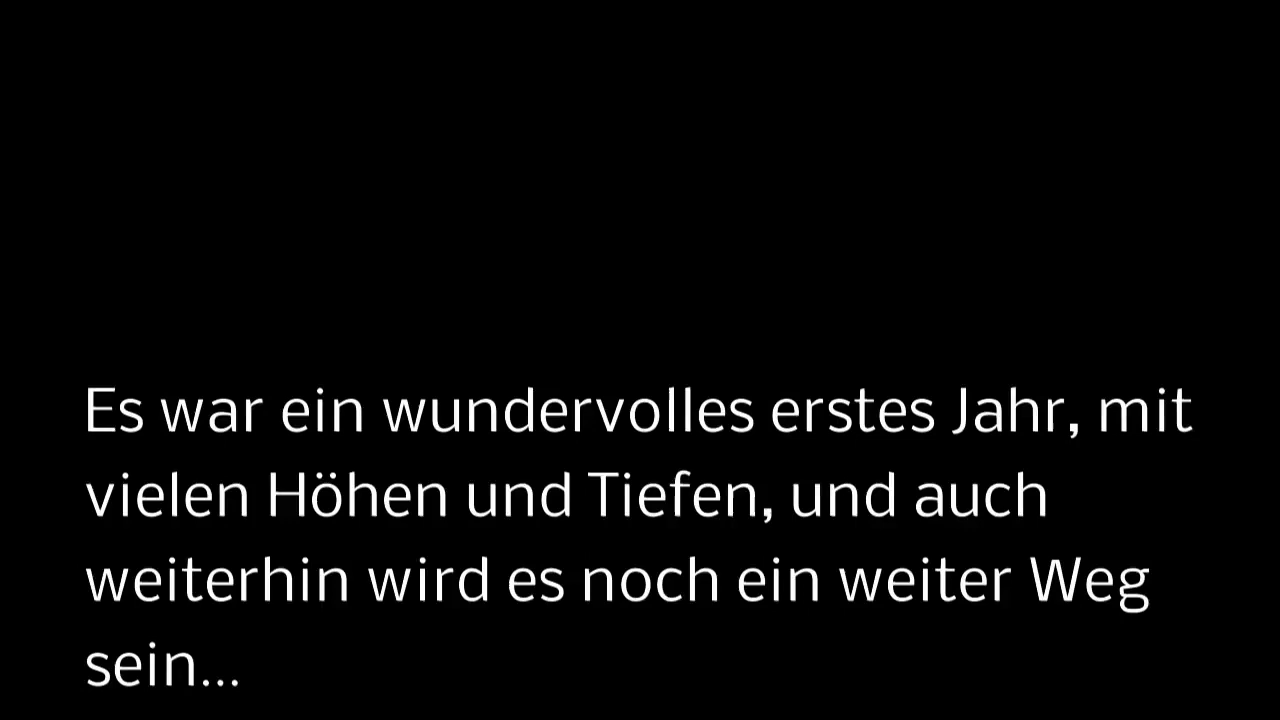 Es war ein wundervolles erstes Jahr, mit
vielen Höhen und Tiefen, und auch
weiterhin wird es noch ein weiter Weg
sein...